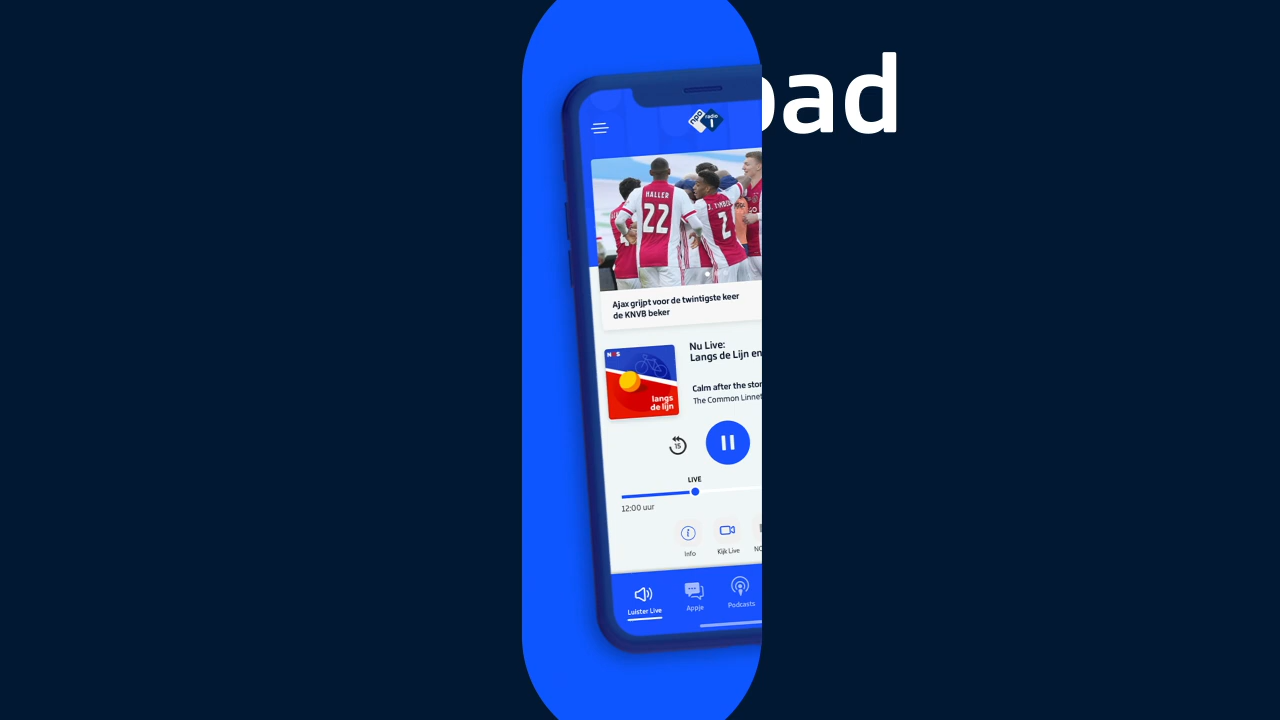 oad
npo
radio
1
HALLER
22
2
Ajax grijpt voor de twintigste keer
de KNVB beker
NOS
langs
de lijn
Nu Live:
Langs de Lijn en
Calm after the stor
The Common Linnet
15
LIVE
12:00 uur
Info
Kijk Live
Luister Live
Appje
Podcasts